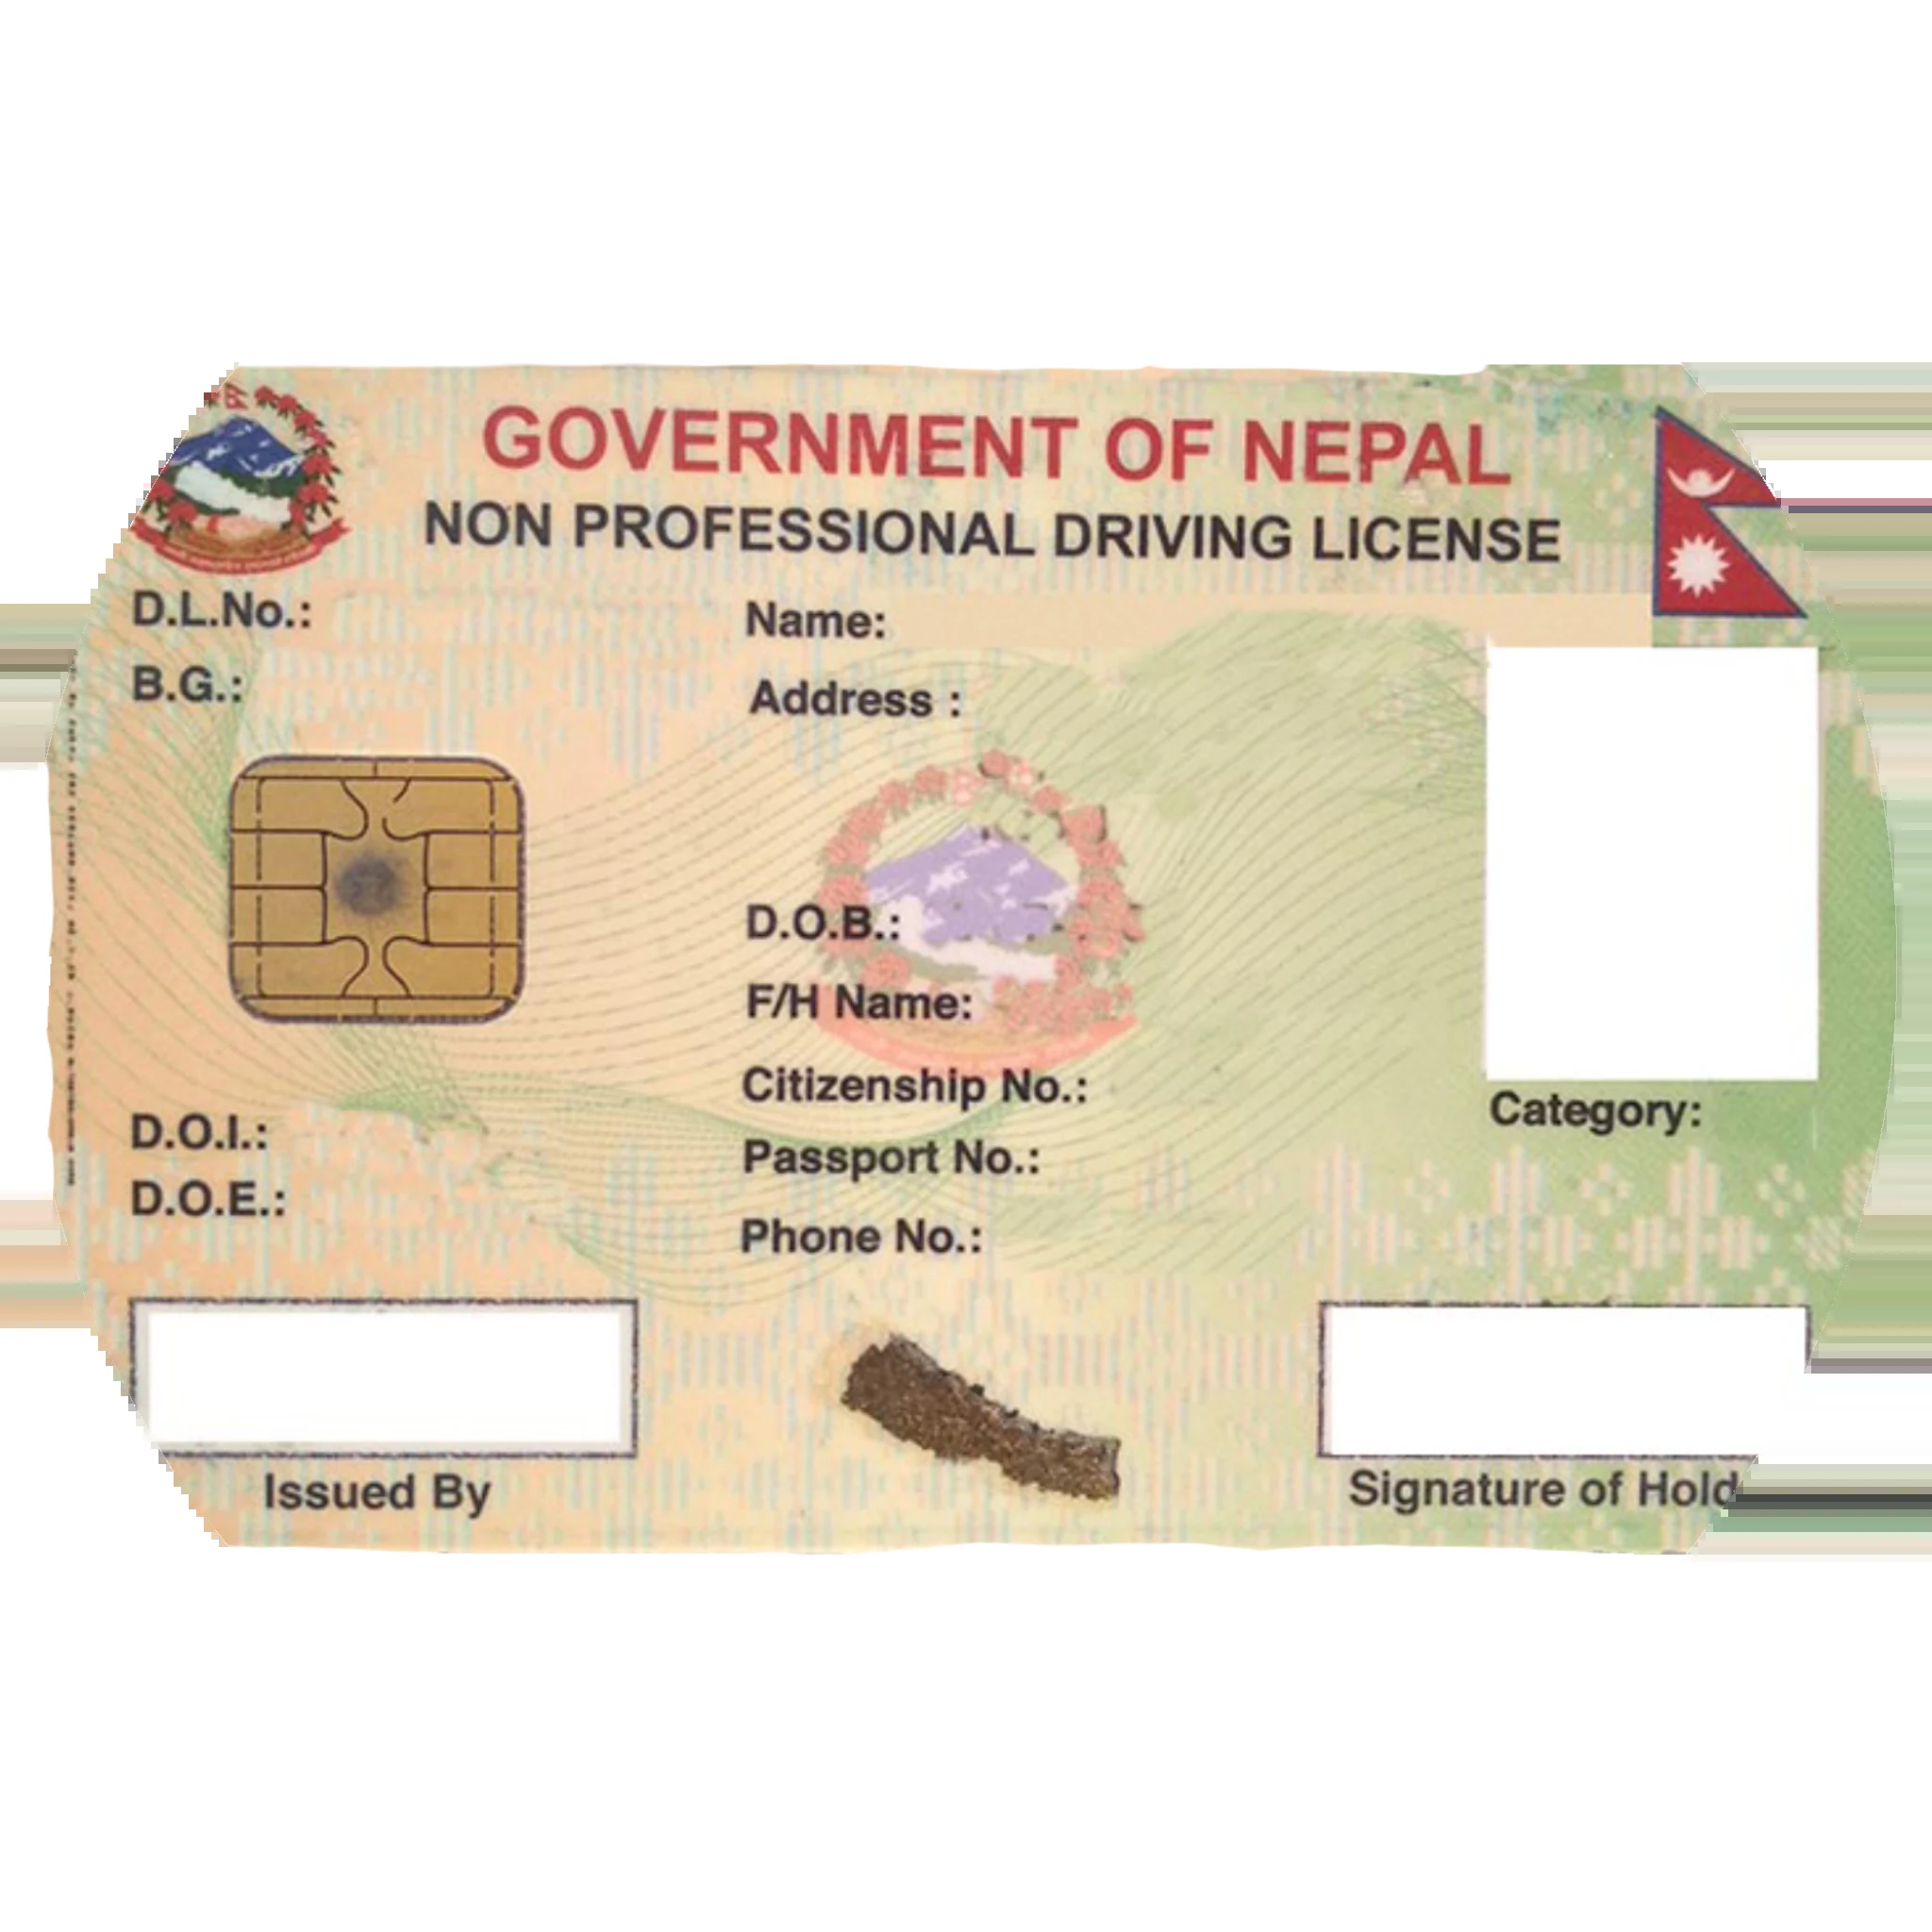 GOVERNMENT OF NEPAL
NON PROFESSIONAL DRIVING LICENSE
D.L.No.:
Name:
B.G.:
Address :
D.O.B.:
F/H Name:
Citizenship No.:
Category:
D.O.I.:
Passport No.:
D.O.E.:
Phone No.:
Issued By
Signature of Hold